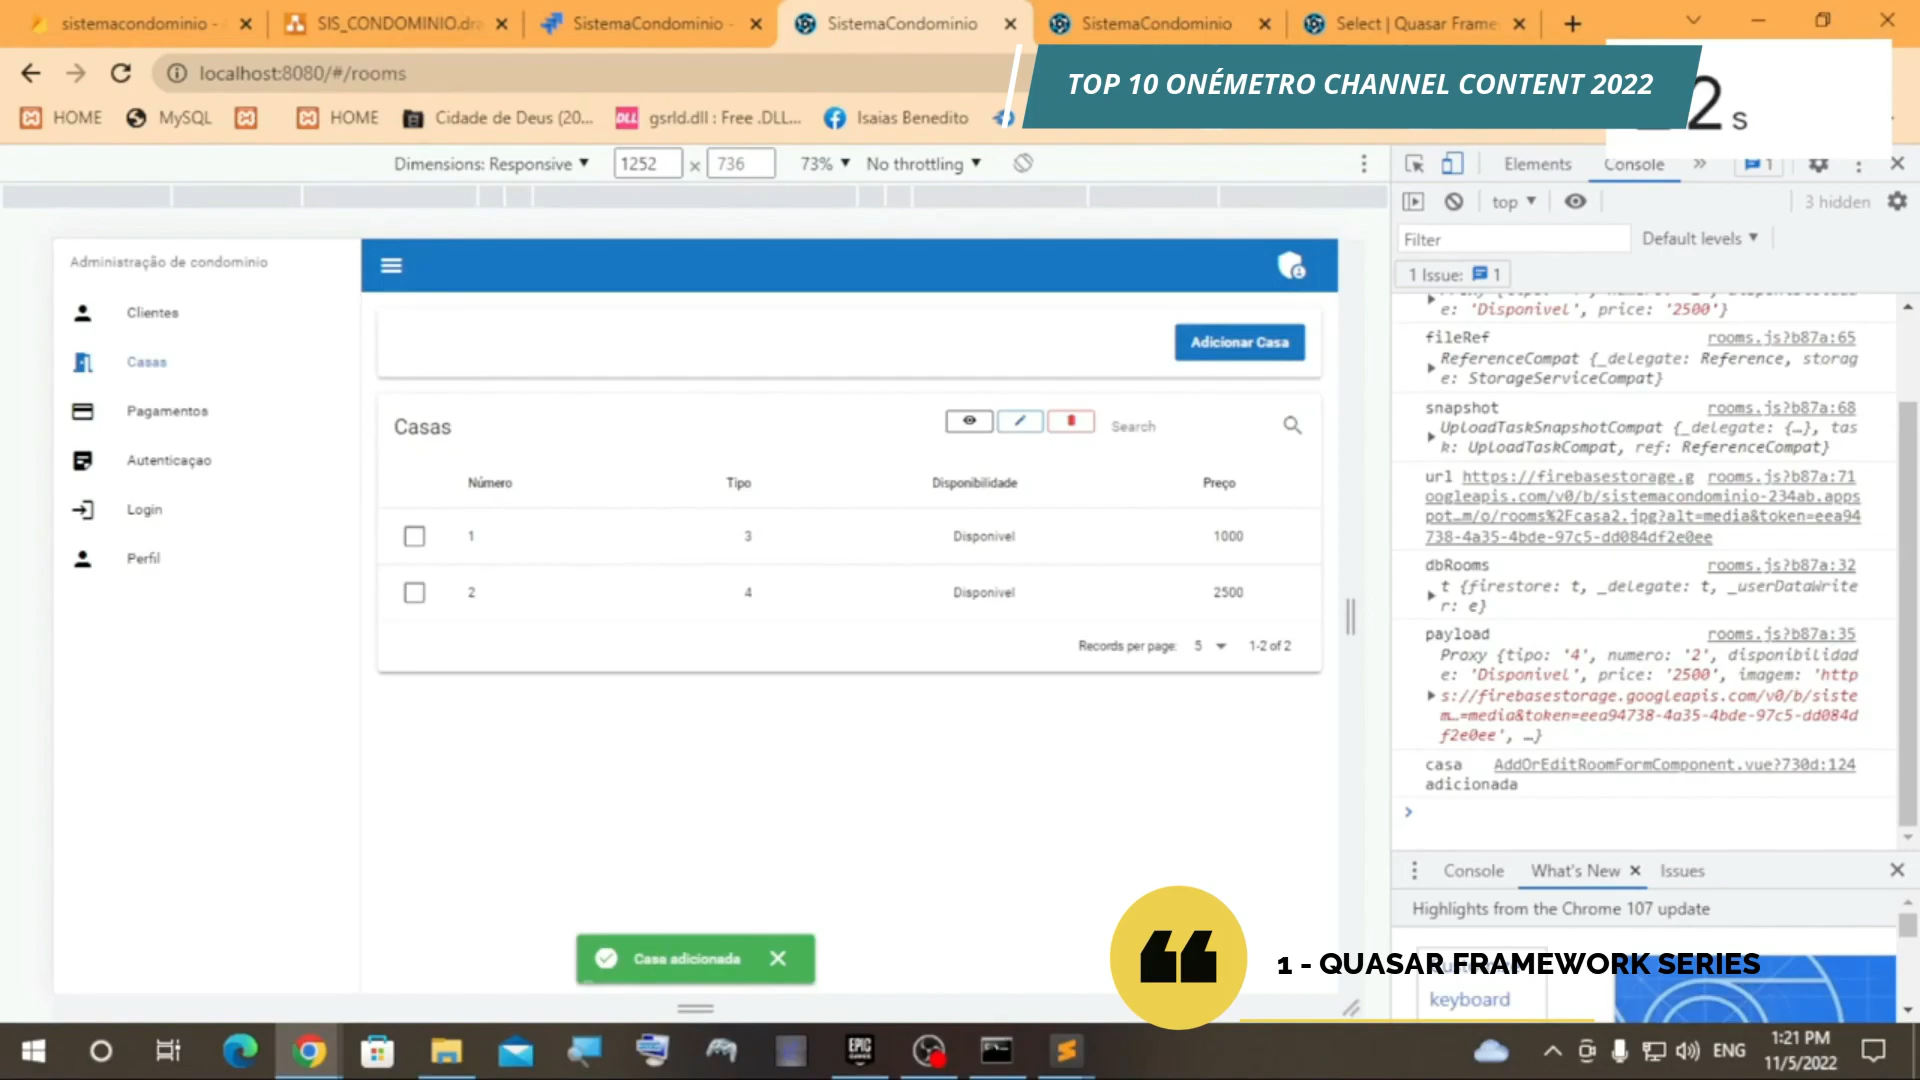 sistemacondominio -
SIS_CONDOMINIO.dra
SistemaCondominio -
SistemaCondominio
SistemaCondominio
Select | Quasar Frame
localhost:8080/#/rooms
TOP 10 ONÉMETRO CHANNEL CONTENT 2022
2 s
HOME
MySQL
HOME
Cidade de Deus (20...
DLL
gsrld.dll : Free .DLL...
Isaias Benedito
Dimensions: Responsive
1252
x
736
73%
No throttling
Elements
Console
1
top
3 hidden
Filter
Default levels
1 Issue:
1
Administração de condominio
Clientes
Casas
Pagamentos
Autenticaçao
Login
Perfil
Adicionar Casa
Casas
Search
Número
Tipo
Disponibilidade
Preço
1
3
Disponivel
1000
2
4
Disponivel
2500
Records per page:
5
1-2 of 2
Casa adicionada
e: 'Disponivel', price: '2500'}
fileRef
rooms.js?b87a:65
ReferenceCompat {_delegate: Reference, storag
e: StorageServiceCompat}
snapshot
rooms.js?b87a:68
UploadTaskSnapshotCompat {_delegate: {…}, tas
k: UploadTaskCompat, ref: ReferenceCompat}
url https://firebasestorage.g
rooms.js?b87a:71
oogleapis.com/v0/b/sistemacondominio-234ab.apps
pot…m/o/rooms%2Fcasa2.jpg?alt=media&token=eea94
738-4a35-4bde-97c5-dd084df2e0ee
dbRooms
rooms.js?b87a:32
t {firestore: t, _delegate: t, _userDataWrite
r: e}
payload
rooms.js?b87a:35
Proxy {tipo: '4', numero: '2', disponibilidad
e: 'Disponivel', price: '2500', imagem: 'http
s://firebasestorage.googleapis.com/v0/b/siste
m…=media&token=eea94738-4a35-4bde-97c5-dd084d
f2e0ee', …}
casa
AddOrEditRoomFormComponent.vue?730d:124
adicionada
Console
What's New
Issues
Highlights from the Chrome 107 update
1 - QUASAR FRAMEWORK SERIES
keyboard
EPIC
GAMES
ENG
1:21 PM
11/5/2022